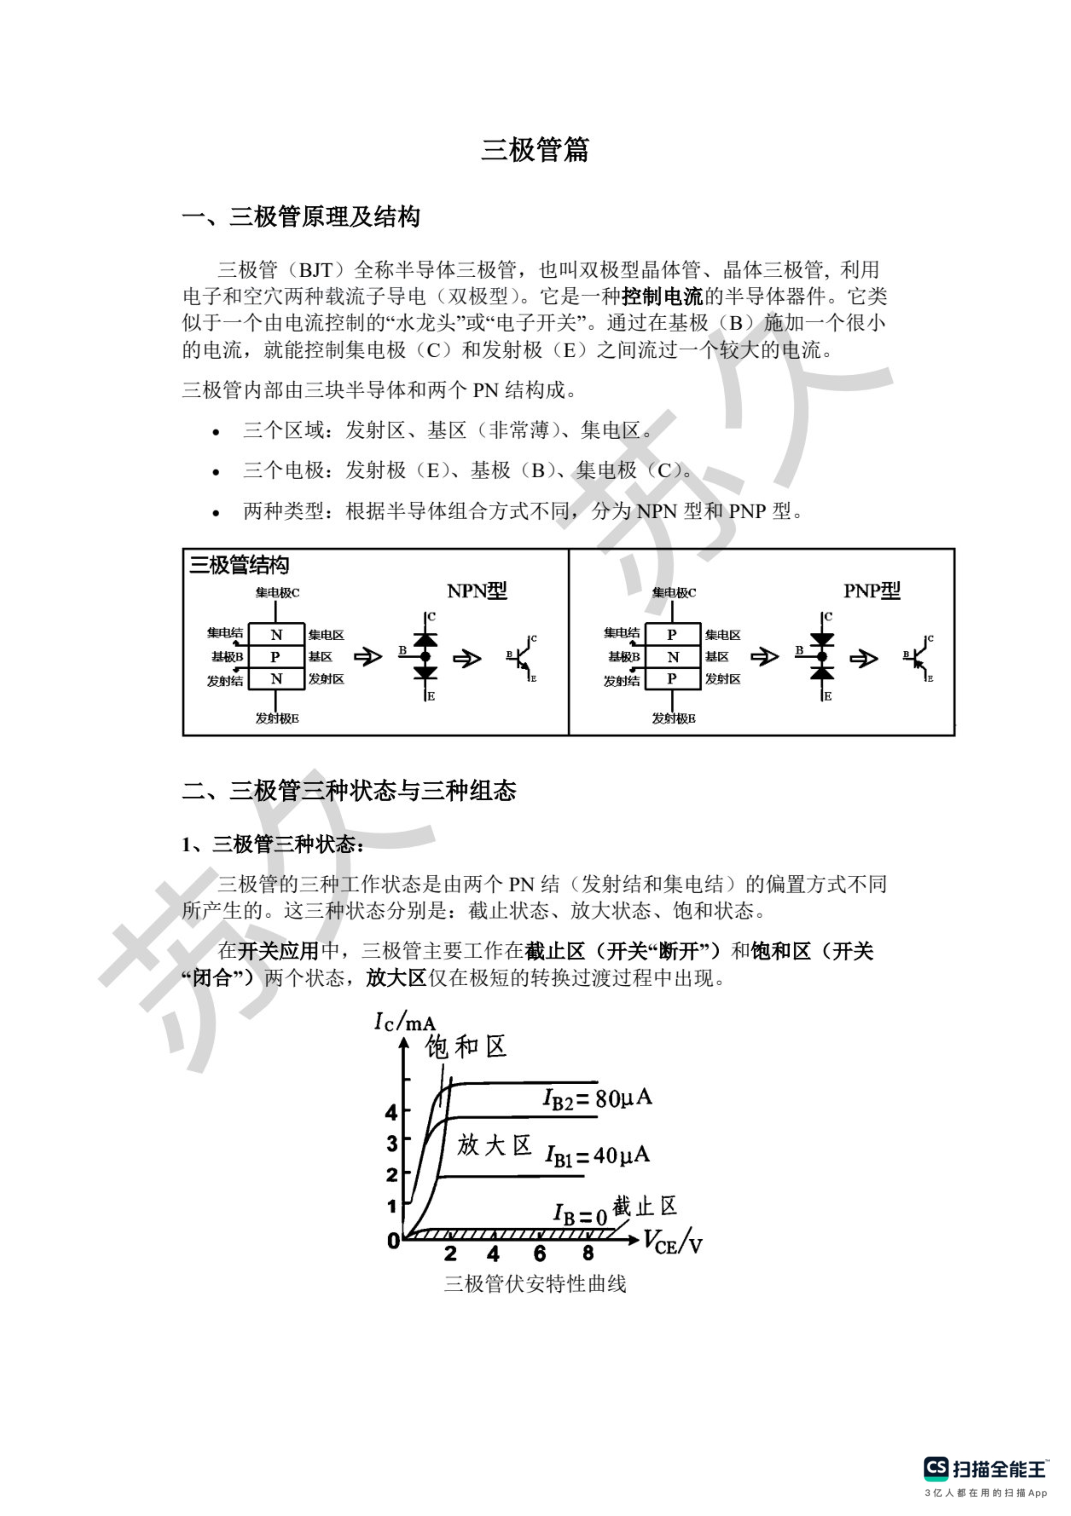 三极管篇
一、三极管原理及结构
三极管（BJT）全称半导体三极管，也叫双极型晶体管、晶体三极管, 利用
电子和空穴两种载流子导电（双极型）。它是一种控制电流的半导体器件。它类
似于一个由电流控制的“水龙头”或“电子开关”。通过在基极（B）施加一个很小
的电流，就能控制集电极（C）和发射极（E）之间流过一个较大的电流。
三极管内部由三块半导体和两个 PN 结构成。
• 三个区域：发射区、基区（非常薄）、集电区。
• 三个电极：发射极（E）、基极（B）、集电极（C）。
• 两种类型：根据半导体组合方式不同，分为 NPN 型和 PNP 型。
三极管结构
集电极C
NPN型
C
集电结 N 集电区
基极B P 基区
发射结 N 发射区
B
E
C
B
E
发射极E
集电极C
PNP型
C
集电结 P 集电区
基极B N 基区
发射结 P 发射区
B
E
C
B
E
发射极E
二、三极管三种状态与三种组态
1、三极管三种状态：
三极管的三种工作状态是由两个 PN 结（发射结和集电结）的偏置方式不同
所产生的。这三种状态分别是：截止状态、放大状态、饱和状态。
在开关应用中，三极管主要工作在截止区（开关“断开”）和饱和区（开关
“闭合”）两个状态，放大区仅在极短的转换过渡过程中出现。
IC/mA
饱和区
4
IB2=80μA
3
放大区
IB1=40μA
2
1
IB=0
截止区
0
2 4 6 8
VCE/V
三极管伏安特性曲线
苏久
苏久
CS 扫描全能王
3亿人都在用的扫描App